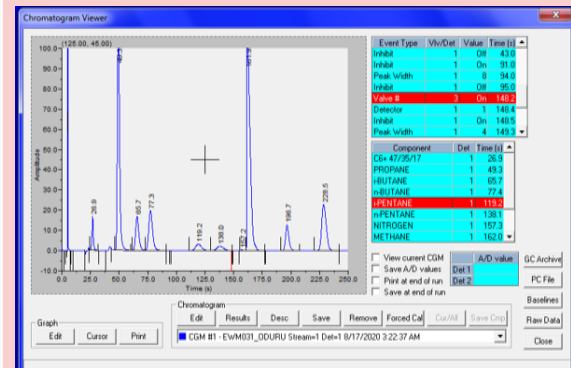 Chromatogram Viewer
(125.00, 45.00)
100.0
90.0
80.0
70.0
60.0
50.0
40.0
30.0
20.0
10.0
0.0
-10.0
Amplitude
26.9
49.3
65.7
77.3
119.2
138.0
157.2
161.9
196.7
228.5
0.0 25.0 50.0 75.0 100.0 125.0 150.0 175.0 200.0 225.0 250.0
Time (s)
Event Type Vlv/Det Value Time [s]
Inhibit 1 Off 43.0
Inhibit 1 On 91.0
Peak Width 1 8 94.0
Inhibit 1 Off 95.0
Valve # 3 On 148.2
Detector 1 1 148.4
Inhibit 1 On 148.5
Peak Width 1 4 149.3
Component Det Time [s]
C6+ 47/35/17 1 26.9
PROPANE 1 49.3
i-BUTANE 1 65.7
n-BUTANE 1 77.4
i-PENTANE 1 119.2
n-PENTANE 1 138.1
NITROGEN 1 157.3
METHANE 1 162.0
View current CGM
Save A/D values
Print at end of run
Save at end of run
A/D value
Det 1
Det 2
GC Archive
PC File
Baselines
Raw Data
Close
Graph
Edit Cursor Print
Chromatogram
Edit Results Desc Save Remove Forced Cal Cur/All Save Cmp
CGM #1 - EWM031_ODURU Stream=1 Det=1 8/17/2020 3:22:37 AM